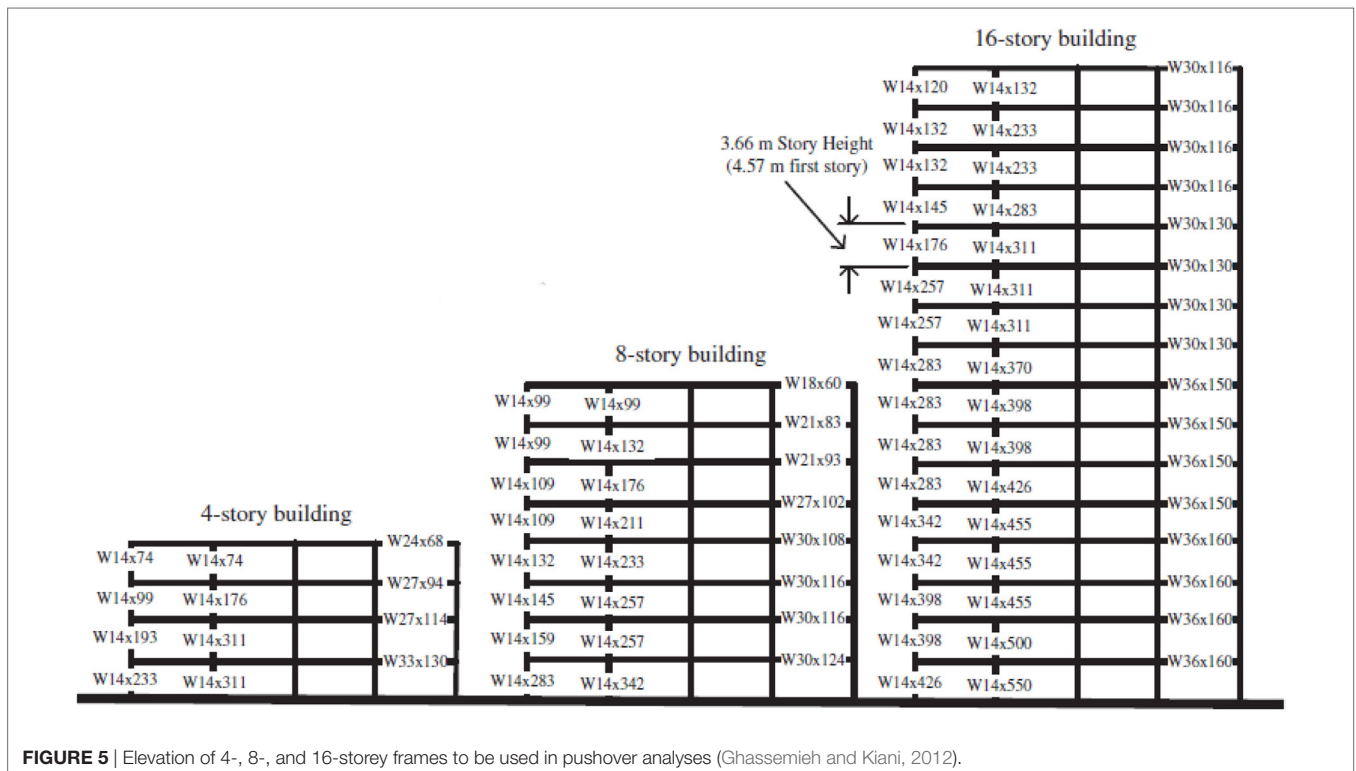 16-story building
W30x116
W14x120 W14x132
W30x116
W14x132 W14x233
W30x116
3.66 m Story Height
(4.57 m first story)
W14x132 W14x233
W30x116
W14x145 W14x283
W30x130
W14x176 W14x311
W30x130
W14x257 W14x311
W30x130
W14x257 W14x311
W30x130
W14x283 W14x370
W36x150
W14x283 W14x398
W36x150
W14x283 W14x398
W36x150
W14x283 W14x426
W36x150
W14x342 W14x455
W36x160
W14x342 W14x455
W36x160
W14x398 W14x455
W36x160
W14x398 W14x500
W36x160
W14x426 W14x550
8-story building
W18x60
W14x99 W14x99
W21x83
W14x99 W14x132
W21x93
W14x109 W14x176
W27x102
W14x109 W14x211
W30x108
W14x132 W14x233
W30x116
W14x145 W14x257
W30x116
W14x159 W14x257
W30x124
W14x283 W14x342
4-story building
W24x68
W14x74 W14x74
W27x94
W14x99 W14x176
W27x114
W14x193 W14x311
W33x130
W14x233 W14x311
FIGURE 5 | Elevation of 4-, 8-, and 16-storey frames to be used in pushover analyses (Ghassemieh and Kiani, 2012).